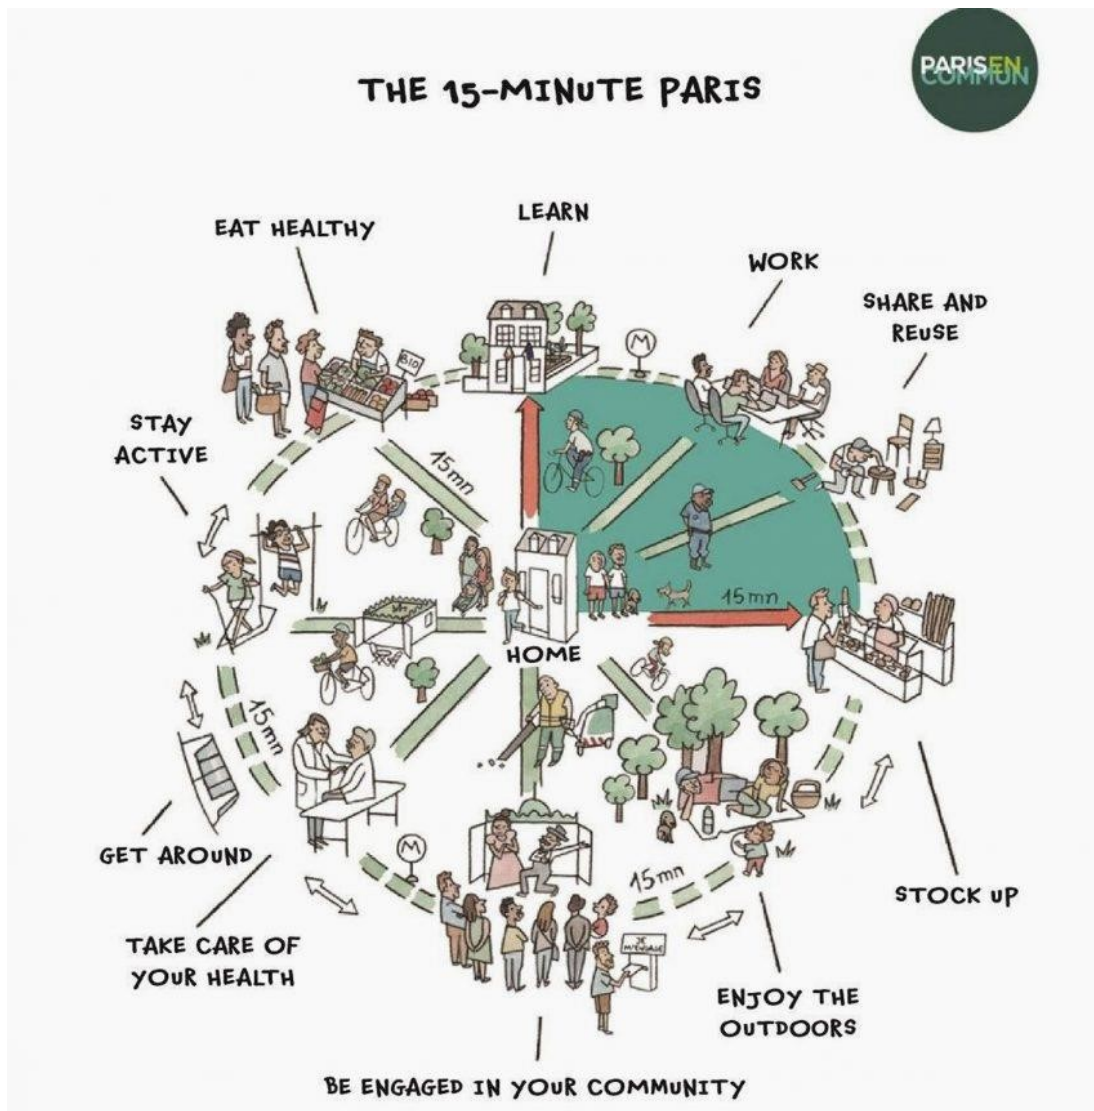 PARISEN
COMMUN
THE 15-MINUTE PARIS
LEARN
EAT HEALTHY
WORK
SHARE AND
REUSE
M
BIO
STAY
ACTIVE
15mn
15mn
HOME
15mn
M
GET AROUND
15mn
STOCK UP
TAKE CARE OF
YOUR HEALTH
JE
M'ENGAGE
ENJOY THE
OUTDOORS
BE ENGAGED IN YOUR COMMUNITY